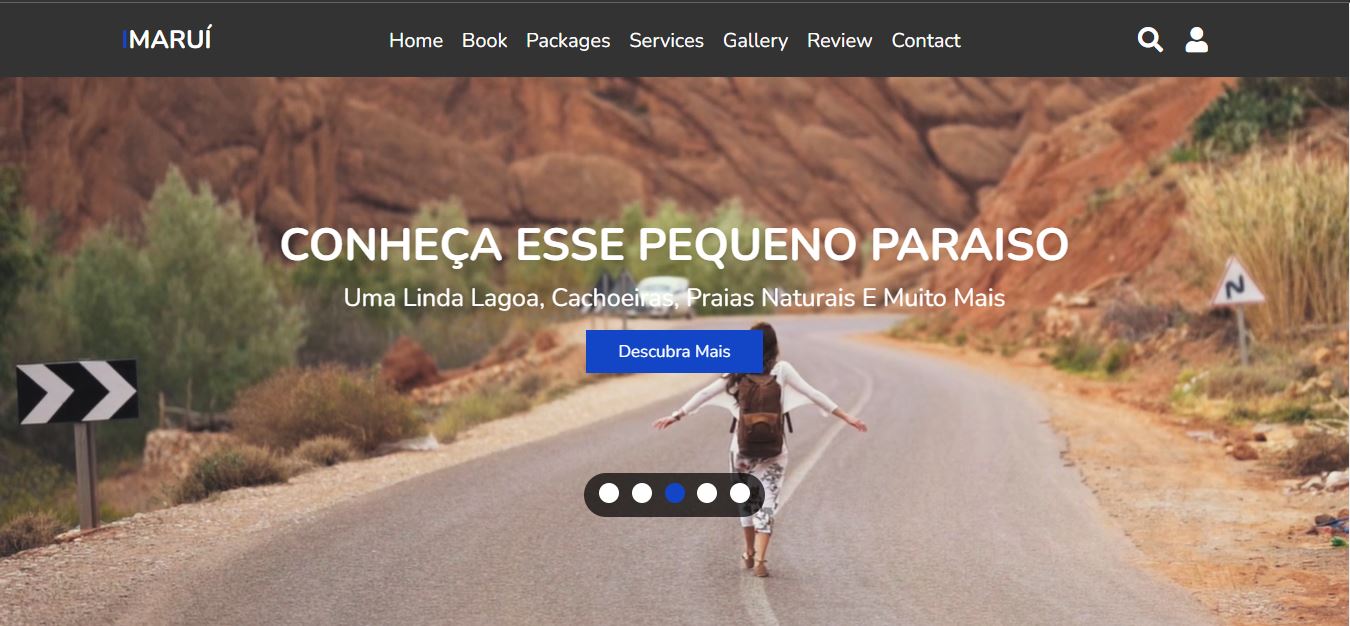 IMARUÍ
Home Book Packages Services Gallery Review Contact
CONHEÇA ESSE PEQUENO PARAISO
Uma Linda Lagoa, Cachoeiras, Praias Naturais E Muito Mais
Descubra Mais